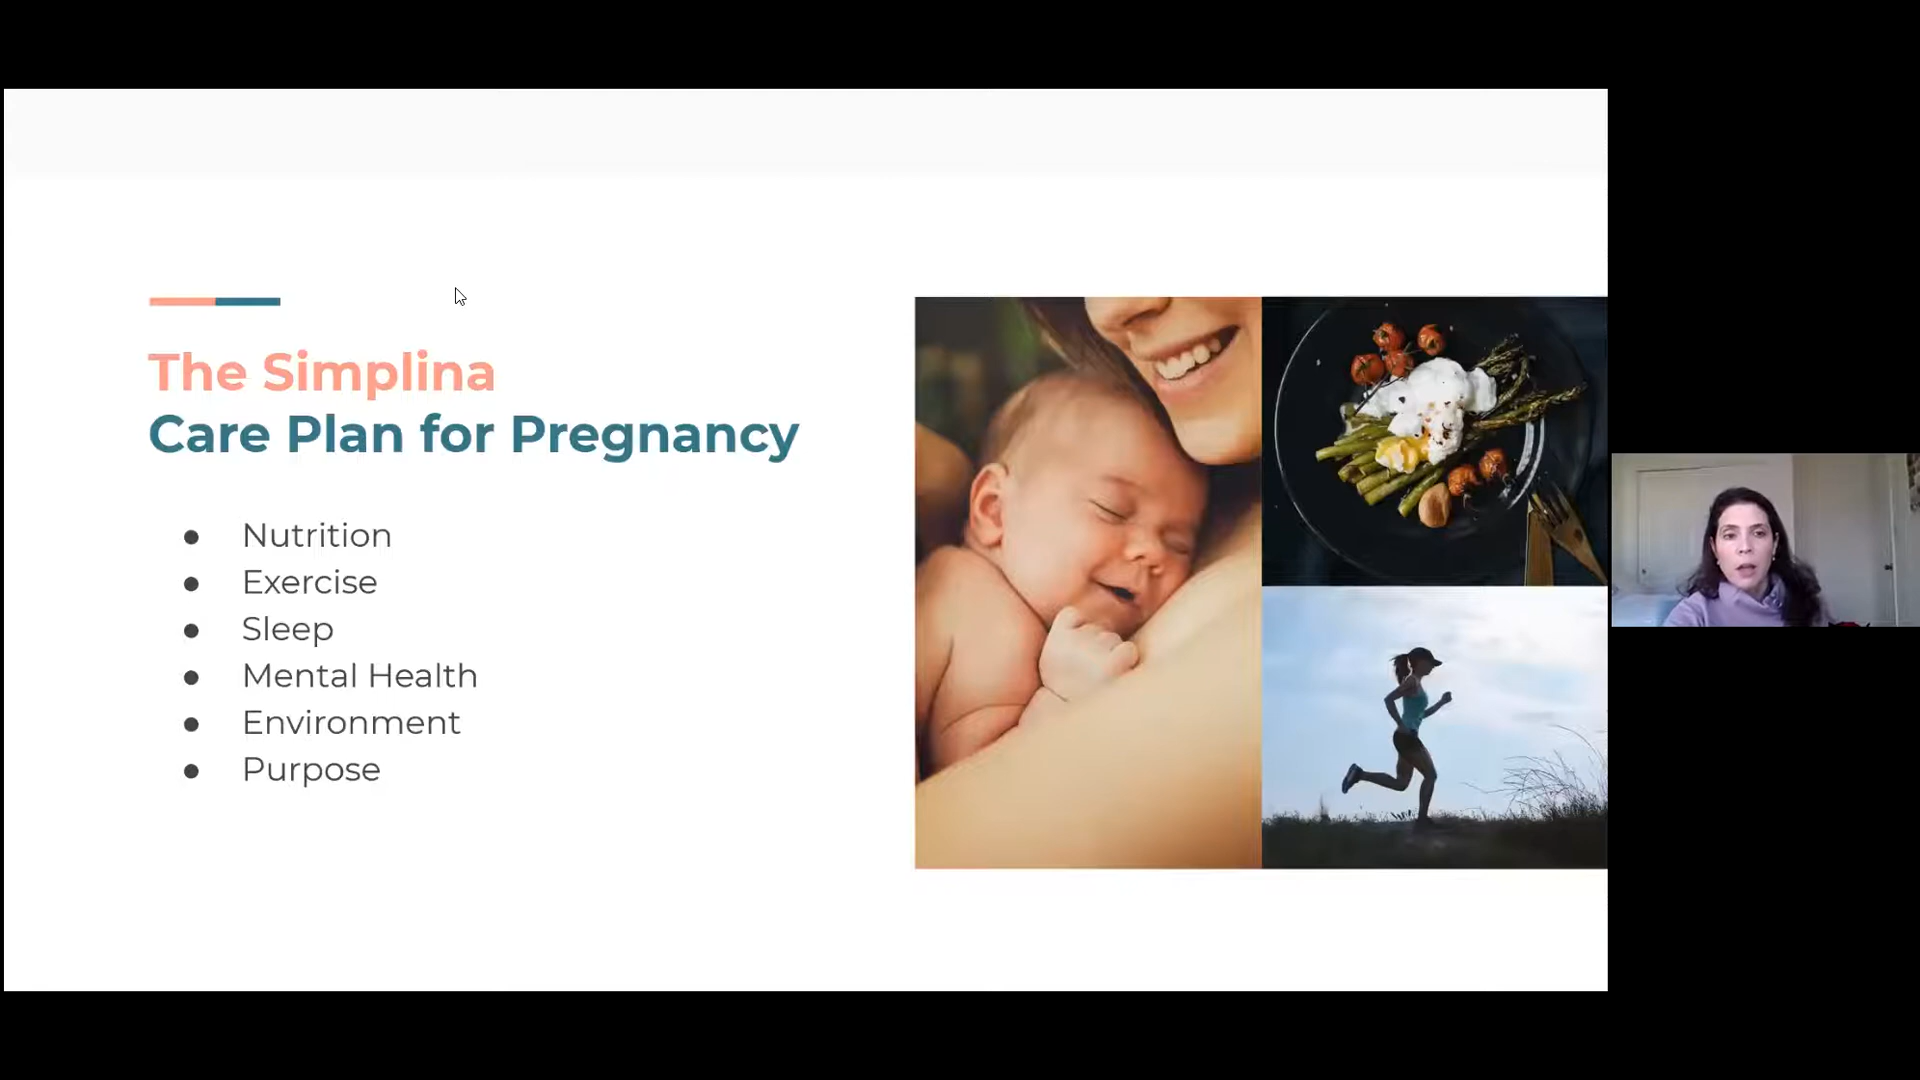 The Simplina
Care Plan for Pregnancy
● Nutrition
● Exercise
● Sleep
● Mental Health
● Environment
● Purpose